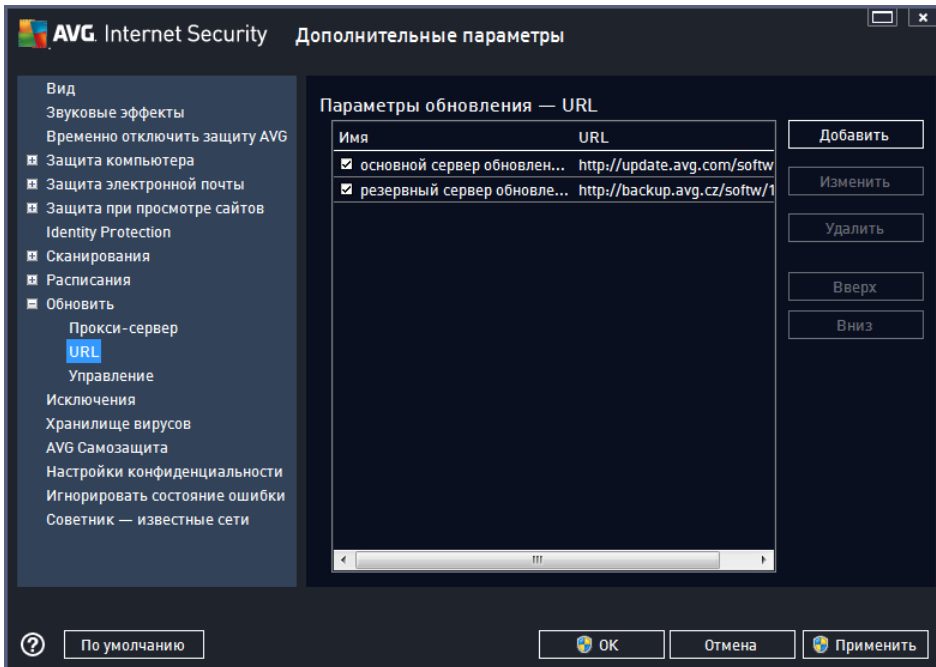 AVG. Internet Security Дополнительные параметры
Вид
Звуковые эффекты
Временно отключить защиту AVG
Защита компьютера
Защита электронной почты
Защита при просмотре сайтов
Identity Protection
Сканирования
Расписания
Обновить
Прокси-сервер
URL
Управление
Исключения
Хранилище вирусов
AVG Самозащита
Настройки конфиденциальности
Игнорировать состояние ошибки
Советник — известные сети
Параметры обновления — URL
Имя URL
основной сервер обновлен... http://update.avg.com/softw
резервный сервер обновле... http://backup.avg.cz/softw/1
Добавить
Изменить
Удалить
Вверх
Вниз
По умолчанию
OK
Отмена
Применить